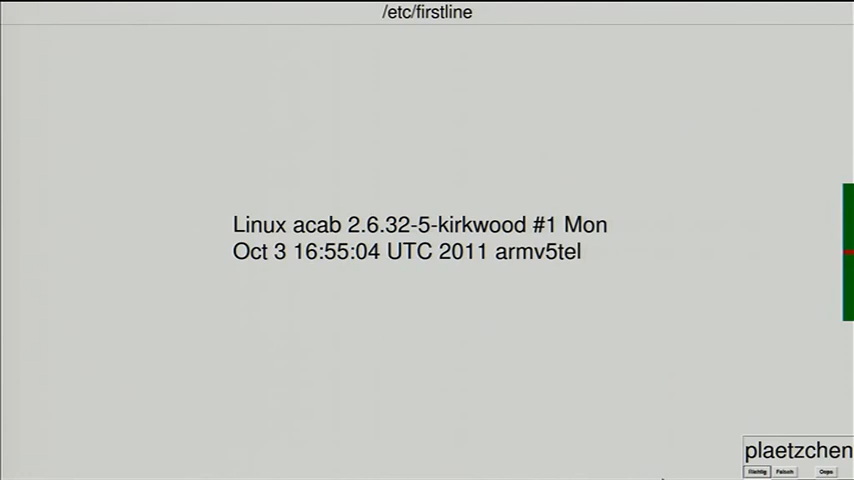 /etc/firstline
Linux acab 2.6.32-5-kirkwood #1 Mon
Oct 3 16:55:04 UTC 2011 armv5tel
plaetzchen
Richtig Falsch Oops